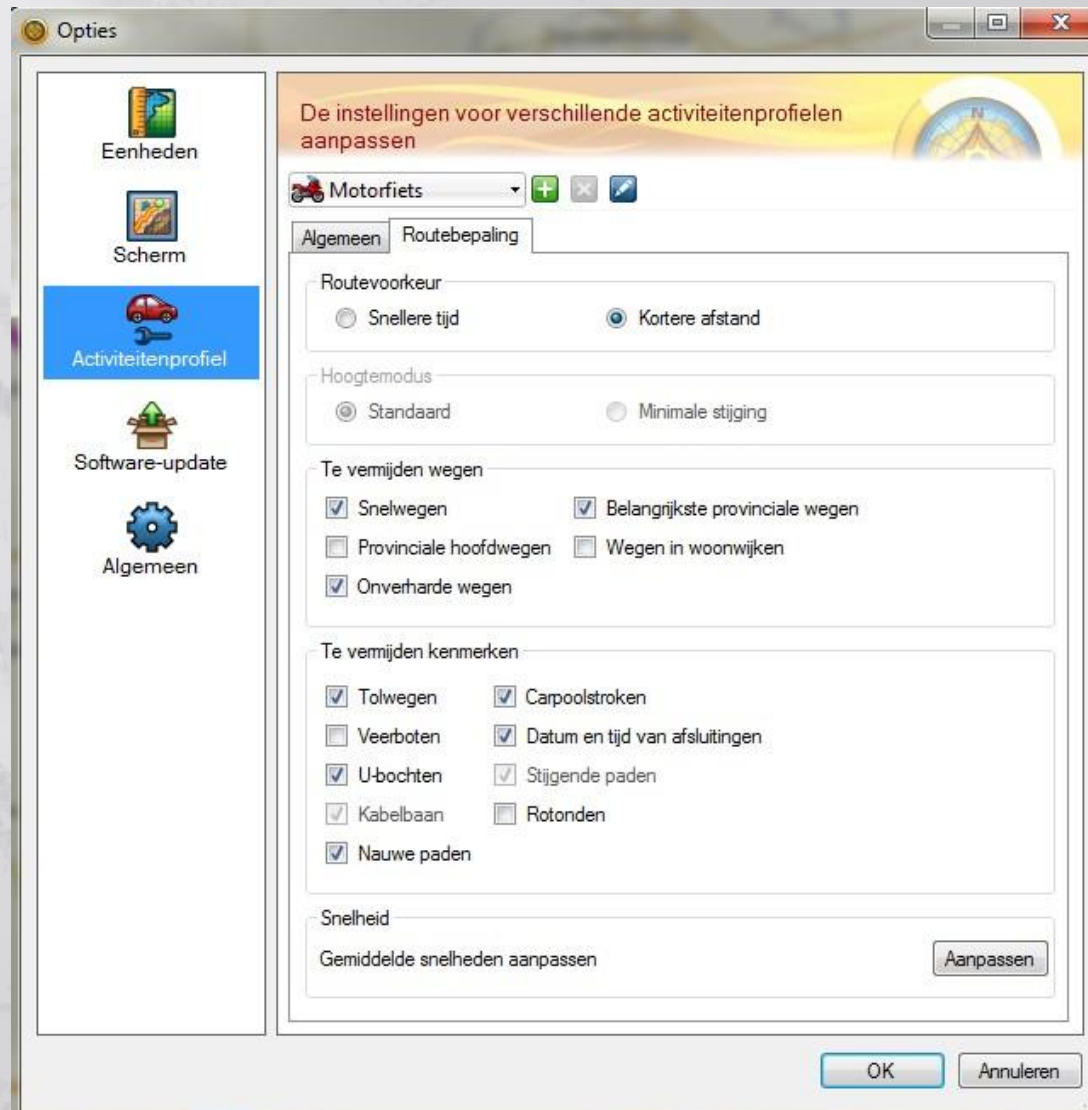 Opties
Eenheden
Scherm
Activiteitenprofiel
Software-update
Algemeen
De instellingen voor verschillende activiteitenprofielen
aanpassen
Motorfiets
Algemeen Routebepaling
Routevoorkeur
Snellere tijd Kortere afstand
Hoogtemodus
Standaard Minimale stijging
Te vermijden wegen
Snelwegen Belangrijkste provinciale wegen
Provinciale hoofdwegen Wegen in woonwijken
Onverharde wegen
Te vermijden kenmerken
Tolwegen Carpoolstroken
Veerboten Datum en tijd van afsluitingen
U-bochten Stijgende paden
Kabelbaan Rotonden
Nauwe paden
Snelheid
Gemiddelde snelheden aanpassen Aanpassen
OK Annuleren